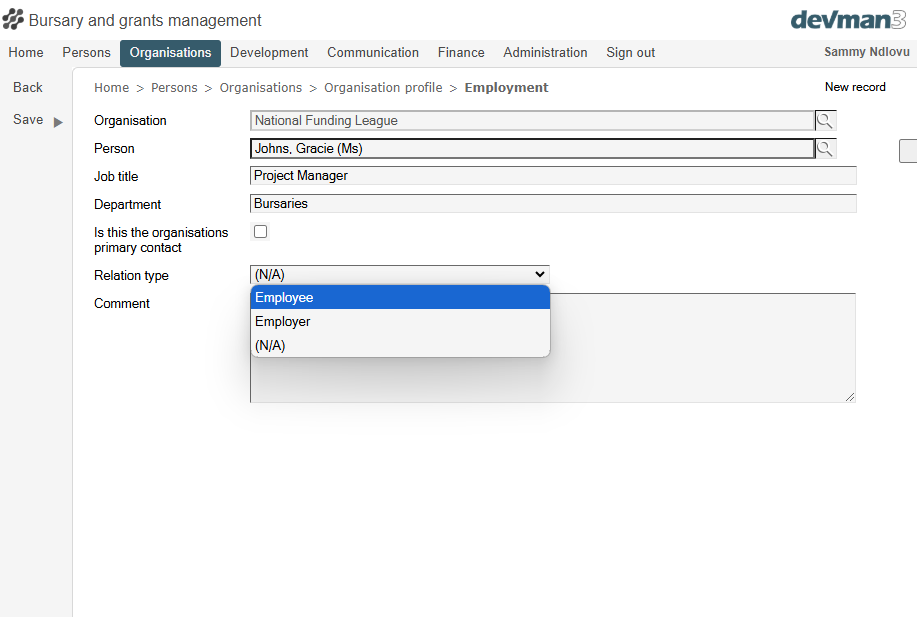 Bursary and grants management
devman3
Home Persons Organisations Development Communication Finance Administration Sign out Sammy Ndlovu
Back
Save
Home > Persons > Organisations > Organisation profile > Employment
New record
Organisation National Funding League
Person Johns, Gracie (Ms)
Job title Project Manager
Department Bursaries
Is this the organisations
primary contact
Relation type (N/A)
Employee
Employer
(N/A)
Comment